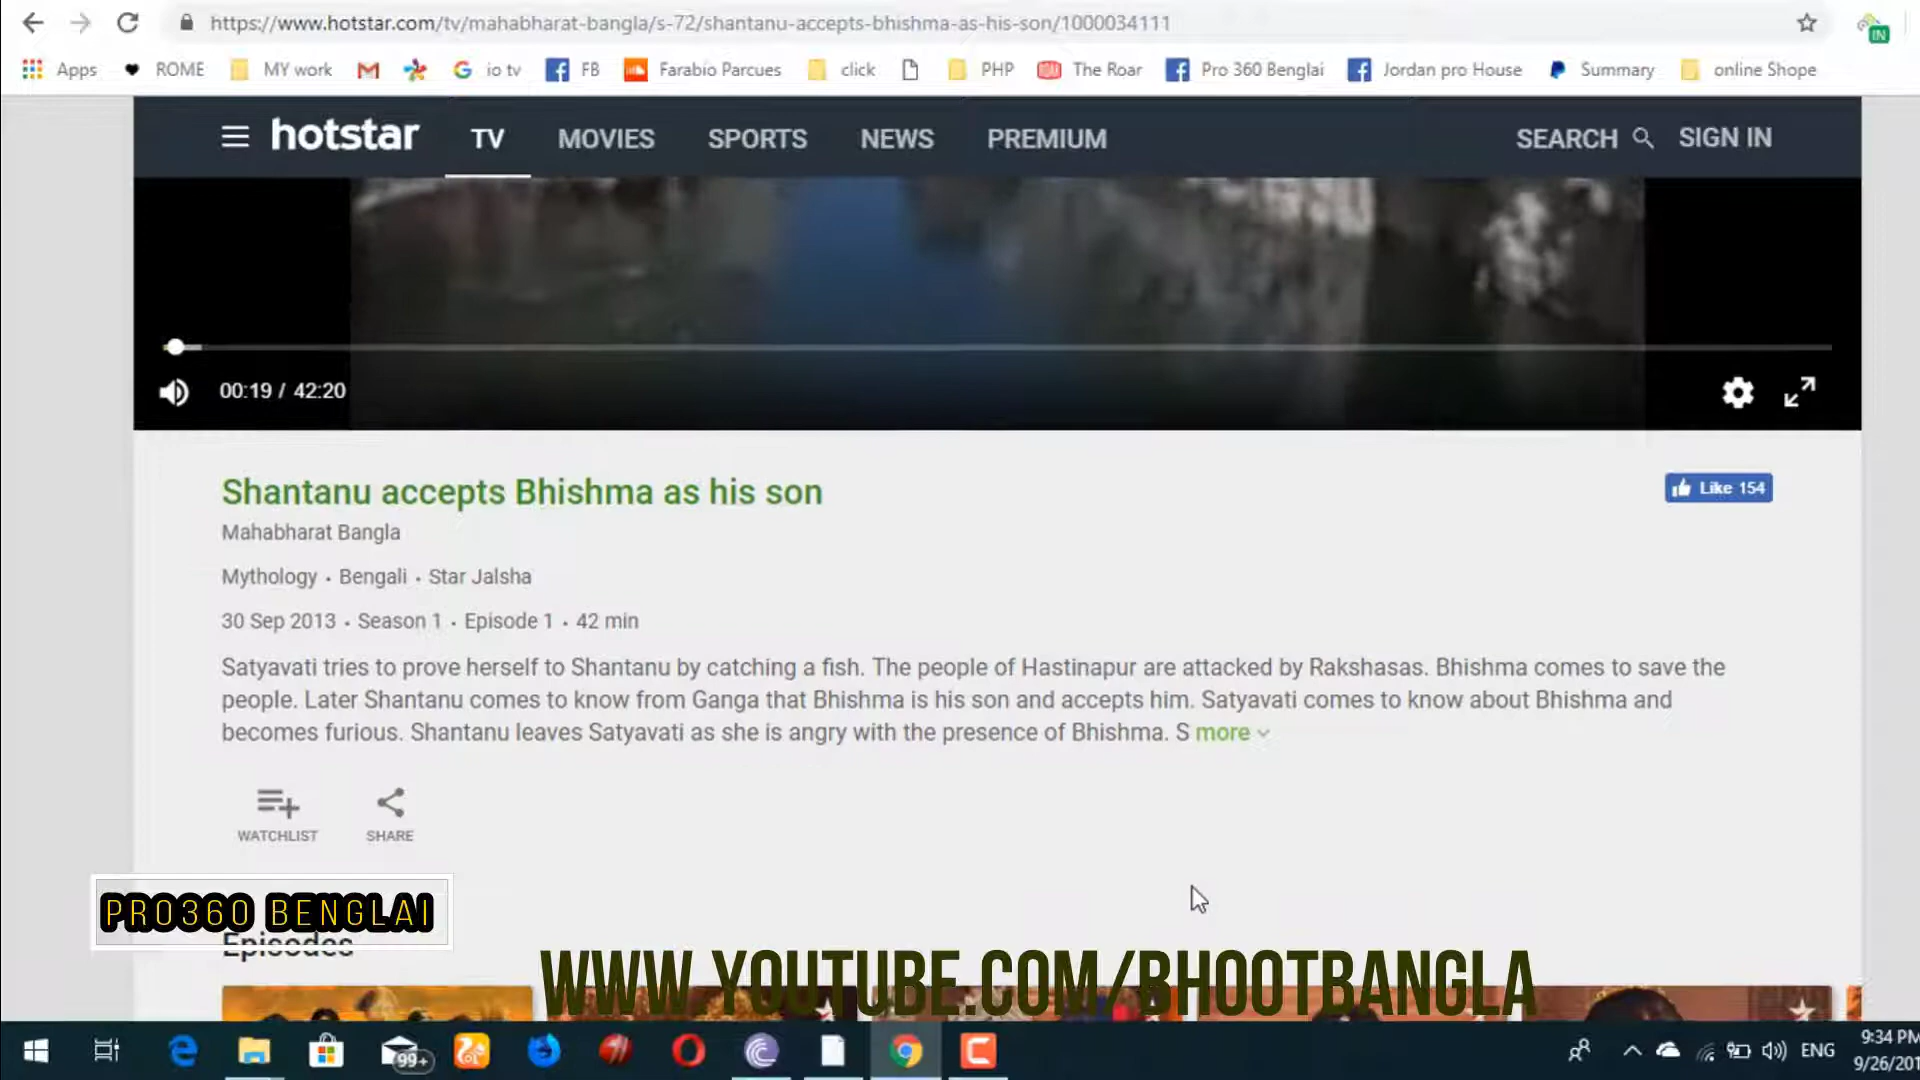 https://www.hotstar.com/tv/mahabharat-bangla/s-72/shantanu-accepts-bhishma-as-his-son/1000034111
IN
Apps ROME MY work io tv FB Farabio Parcues click PHP The Roar Pro 360 Benglai Jordan pro House Summary online Shope
hotstar TV MOVIES SPORTS NEWS PREMIUM SEARCH SIGN IN
00:19 / 42:20
Shantanu accepts Bhishma as his son
Like 154
Mahabharat Bangla
Mythology • Bengali • Star Jalsha
30 Sep 2013 • Season 1 • Episode 1 • 42 min
Satyavati tries to prove herself to Shantanu by catching a fish. The people of Hastinapur are attacked by Rakshasas. Bhishma comes to save the
people. Later Shantanu comes to know from Ganga that Bhishma is his son and accepts him. Satyavati comes to know about Bhishma and
becomes furious. Shantanu leaves Satyavati as she is angry with the presence of Bhishma. S more
WATCHLIST SHARE
PRO360 BENGLAI
Episodes
WWW.YOUTUBE.COM/BHOOTBANGLA
99+
ENG
9:34 PM
9/26/201